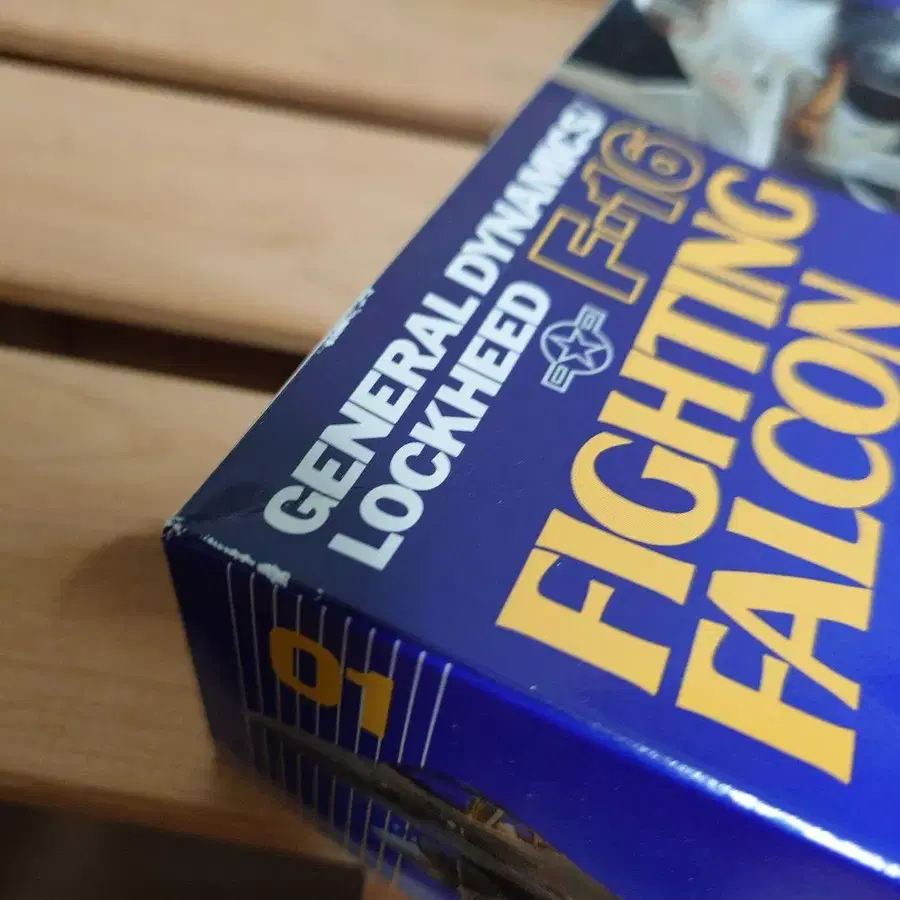 GENERAL DYNAMICS/
LOCKHEED
F-16
FIGHTING
FALCON
01